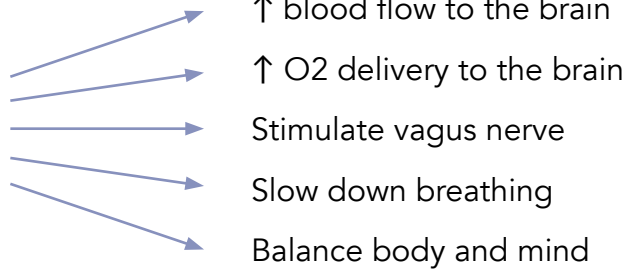 ↑ blood flow to the brain
↑ O2 delivery to the brain
Stimulate vagus nerve
Slow down breathing
Balance body and mind